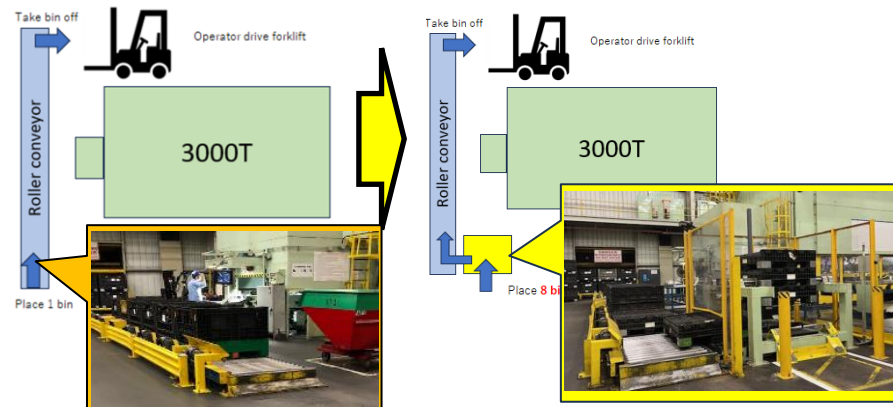 Take bin off
Operator drive forklift
Roller conveyor
3000T
Place 1 bin
Take bin off
Operator drive forklift
Roller conveyor
3000T
Place 8 bi